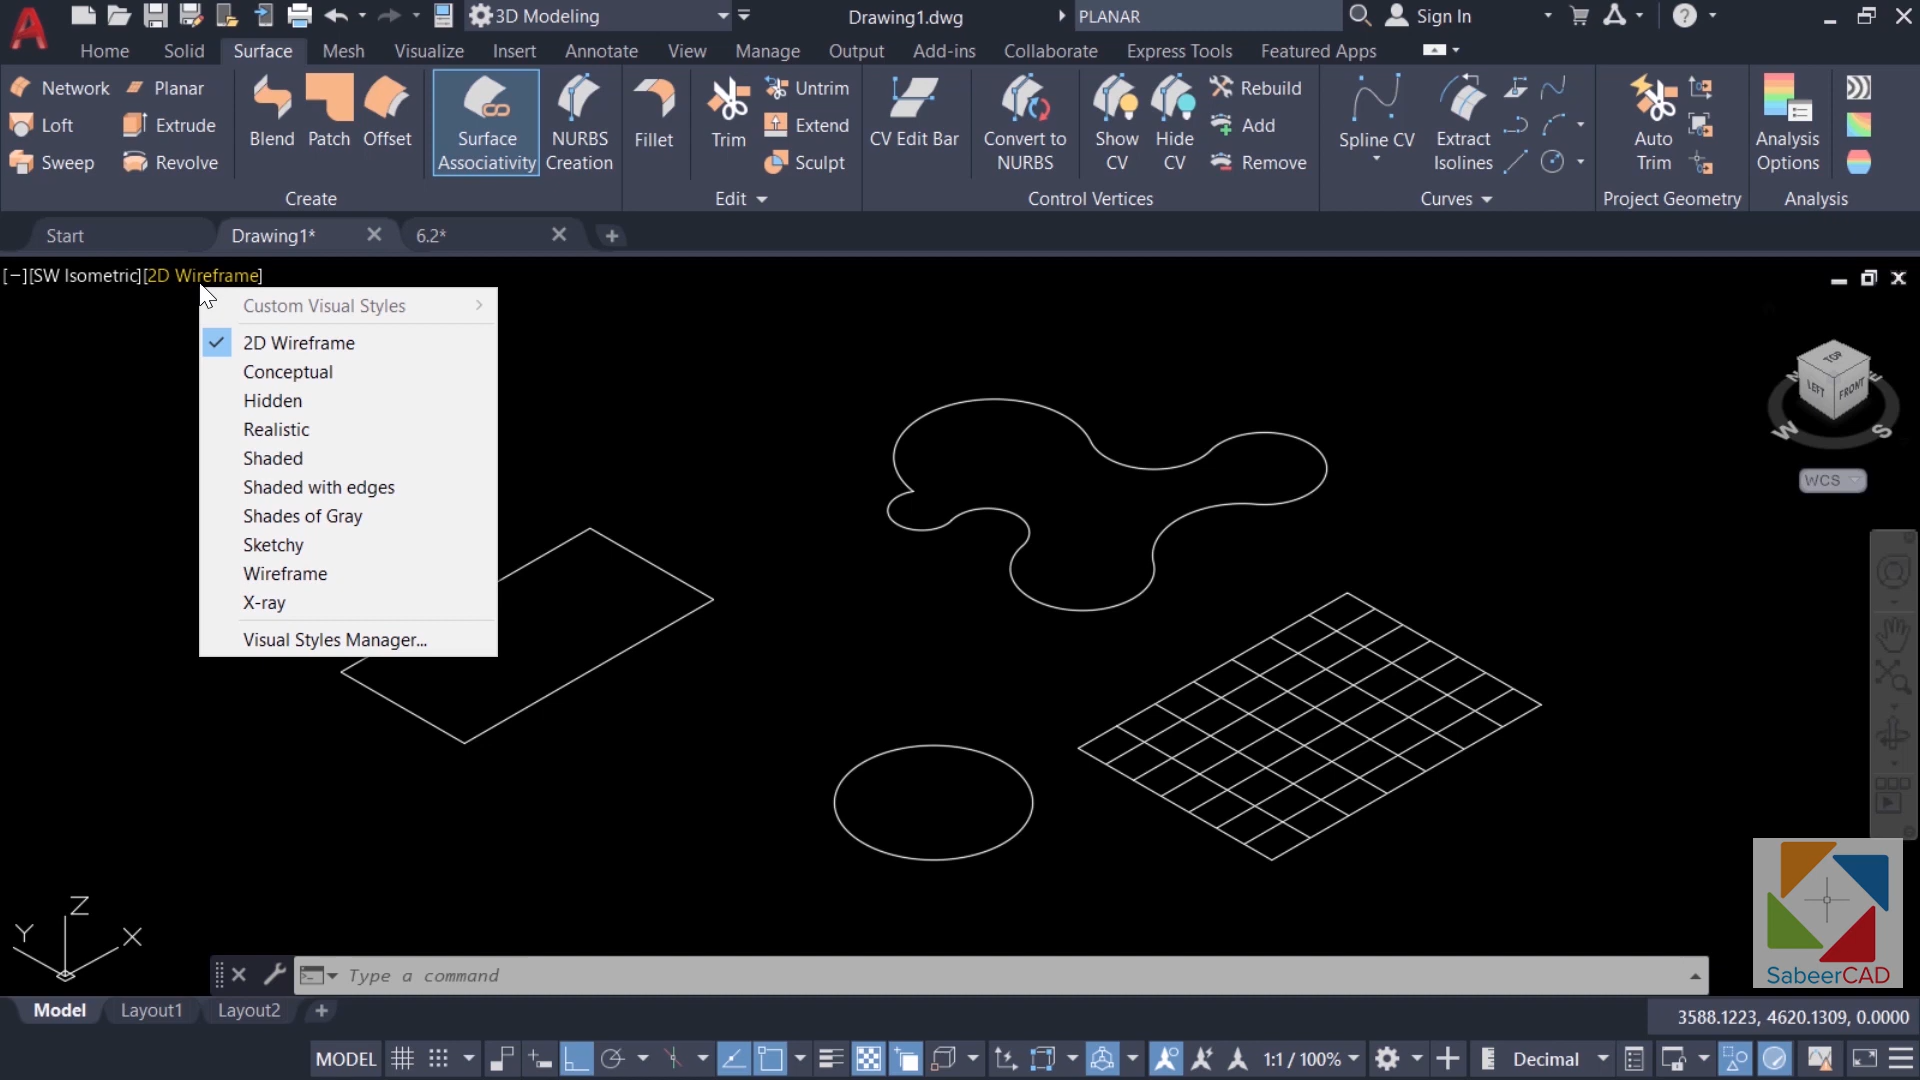 3D Modeling
Drawing1.dwg
PLANAR
Sign In
Home Solid Surface Mesh Visualize Insert Annotate View Manage Output Add-ins Collaborate Express Tools Featured Apps
Network Planar
Loft Extrude
Sweep Revolve
Blend Patch Offset
Surface Associativity
NURBS Creation
Create
Fillet
Trim
Untrim
Extend
Sculpt
Edit
CV Edit Bar
Convert to NURBS
Show CV
Hide CV
Rebuild
Add
Remove
Control Vertices
Spline CV
Extract Isolines
Curves
Auto Trim
Project Geometry
Analysis Options
Analysis
Start
Drawing1*
6.2*
[−][SW Isometric][2D Wireframe]
Custom Visual Styles
2D Wireframe
Conceptual
Hidden
Realistic
Shaded
Shaded with edges
Shades of Gray
Sketchy
Wireframe
X-ray
Visual Styles Manager...
TOP
LEFT FRONT
N E
W S
WCS
Z
Y X
SabeerCAD
Type a command
Model Layout1 Layout2
3588.1223, 4620.1309, 0.0000
MODEL
1:1 / 100%
Decimal